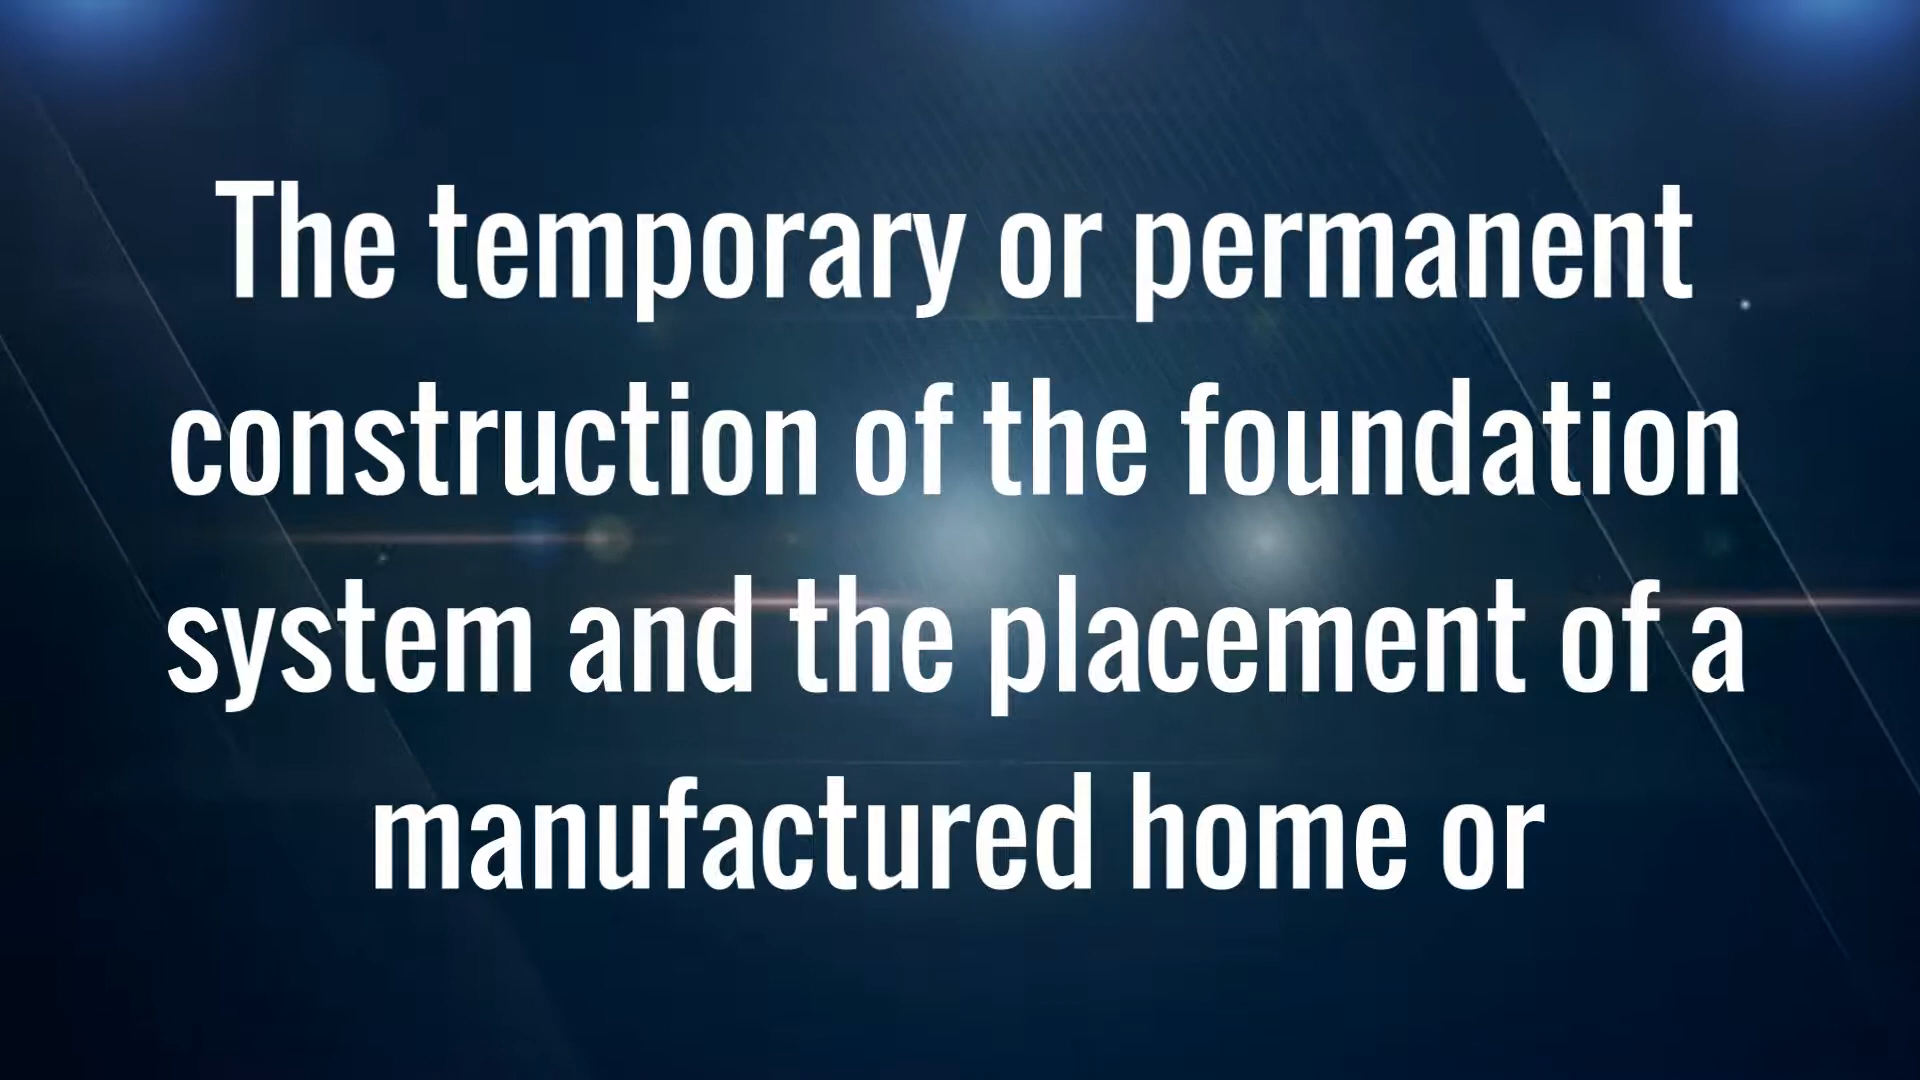 The temporary or permanent
construction of the foundation
system and the placement of a
manufactured home or